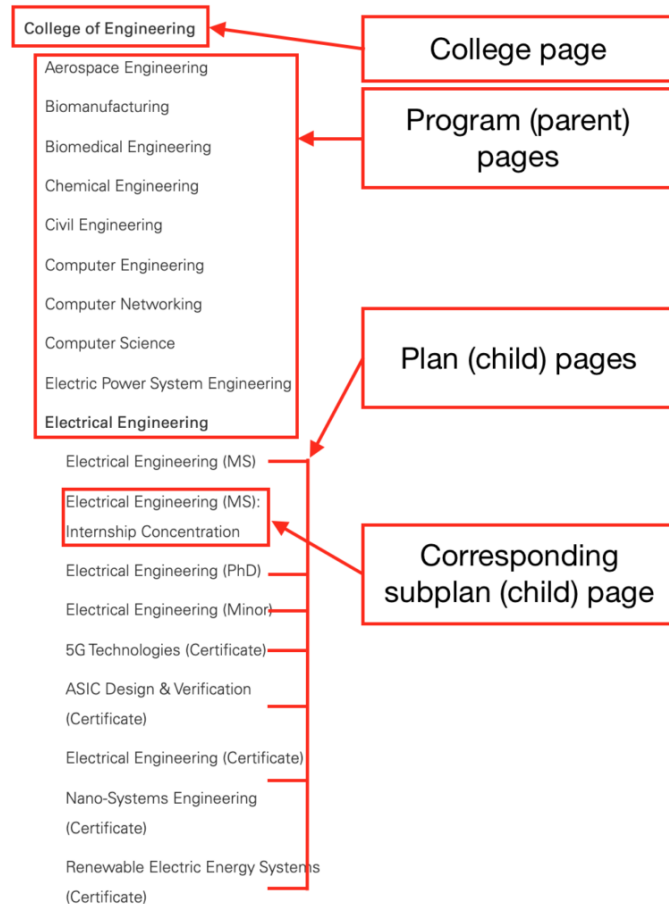 College of Engineering
College page
Aerospace Engineering
Biomanufacturing
Biomedical Engineering
Chemical Engineering
Civil Engineering
Computer Engineering
Computer Networking
Computer Science
Electric Power System Engineering
Electrical Engineering
Program (parent)
pages
Electrical Engineering (MS)
Electrical Engineering (MS):
Internship Concentration
Electrical Engineering (PhD)
Electrical Engineering (Minor)
5G Technologies (Certificate)
ASIC Design & Verification
(Certificate)
Electrical Engineering (Certificate)
Nano-Systems Engineering
(Certificate)
Renewable Electric Energy Systems
(Certificate)
Plan (child) pages
Corresponding
subplan (child) page